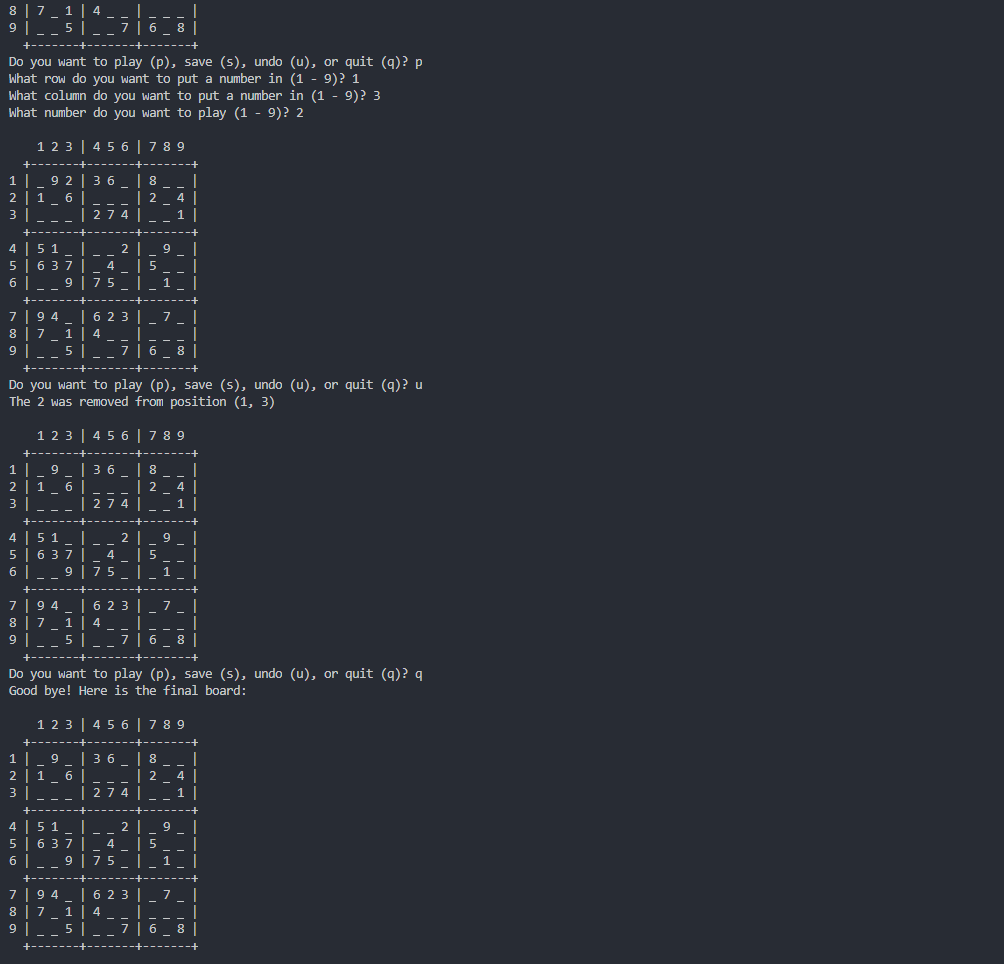 8 | 7 _ 1 | 4 _ _ | _ _ _ |
9 | _ _ 5 | _ _ 7 | 6 _ 8 |
  +-------+-------+-------+
Do you want to play (p), save (s), undo (u), or quit (q)? p
What row do you want to put a number in (1 - 9)? 1
What column do you want to put a number in (1 - 9)? 3
What number do you want to play (1 - 9)? 2

    1 2 3 | 4 5 6 | 7 8 9
  +-------+-------+-------+
1 | _ 9 2 | 3 6 _ | 8 _ _ |
2 | 1 _ 6 | _ _ _ | 2 _ 4 |
3 | _ _ _ | 2 7 4 | _ _ 1 |
  +-------+-------+-------+
4 | 5 1 _ | _ _ 2 | _ 9 _ |
5 | 6 3 7 | _ 4 _ | 5 _ _ |
6 | _ _ 9 | 7 5 _ | _ 1 _ |
  +-------+-------+-------+
7 | 9 4 _ | 6 2 3 | _ 7 _ |
8 | 7 _ 1 | 4 _ _ | _ _ _ |
9 | _ _ 5 | _ _ 7 | 6 _ 8 |
  +-------+-------+-------+
Do you want to play (p), save (s), undo (u), or quit (q)? u
The 2 was removed from position (1, 3)

    1 2 3 | 4 5 6 | 7 8 9
  +-------+-------+-------+
1 | _ 9 _ | 3 6 _ | 8 _ _ |
2 | 1 _ 6 | _ _ _ | 2 _ 4 |
3 | _ _ _ | 2 7 4 | _ _ 1 |
  +-------+-------+-------+
4 | 5 1 _ | _ _ 2 | _ 9 _ |
5 | 6 3 7 | _ 4 _ | 5 _ _ |
6 | _ _ 9 | 7 5 _ | _ 1 _ |
  +-------+-------+-------+
7 | 9 4 _ | 6 2 3 | _ 7 _ |
8 | 7 _ 1 | 4 _ _ | _ _ _ |
9 | _ _ 5 | _ _ 7 | 6 _ 8 |
  +-------+-------+-------+
Do you want to play (p), save (s), undo (u), or quit (q)? q
Good bye! Here is the final board:

    1 2 3 | 4 5 6 | 7 8 9
  +-------+-------+-------+
1 | _ 9 _ | 3 6 _ | 8 _ _ |
2 | 1 _ 6 | _ _ _ | 2 _ 4 |
3 | _ _ _ | 2 7 4 | _ _ 1 |
  +-------+-------+-------+
4 | 5 1 _ | _ _ 2 | _ 9 _ |
5 | 6 3 7 | _ 4 _ | 5 _ _ |
6 | _ _ 9 | 7 5 _ | _ 1 _ |
  +-------+-------+-------+
7 | 9 4 _ | 6 2 3 | _ 7 _ |
8 | 7 _ 1 | 4 _ _ | _ _ _ |
9 | _ _ 5 | _ _ 7 | 6 _ 8 |
  +-------+-------+-------+